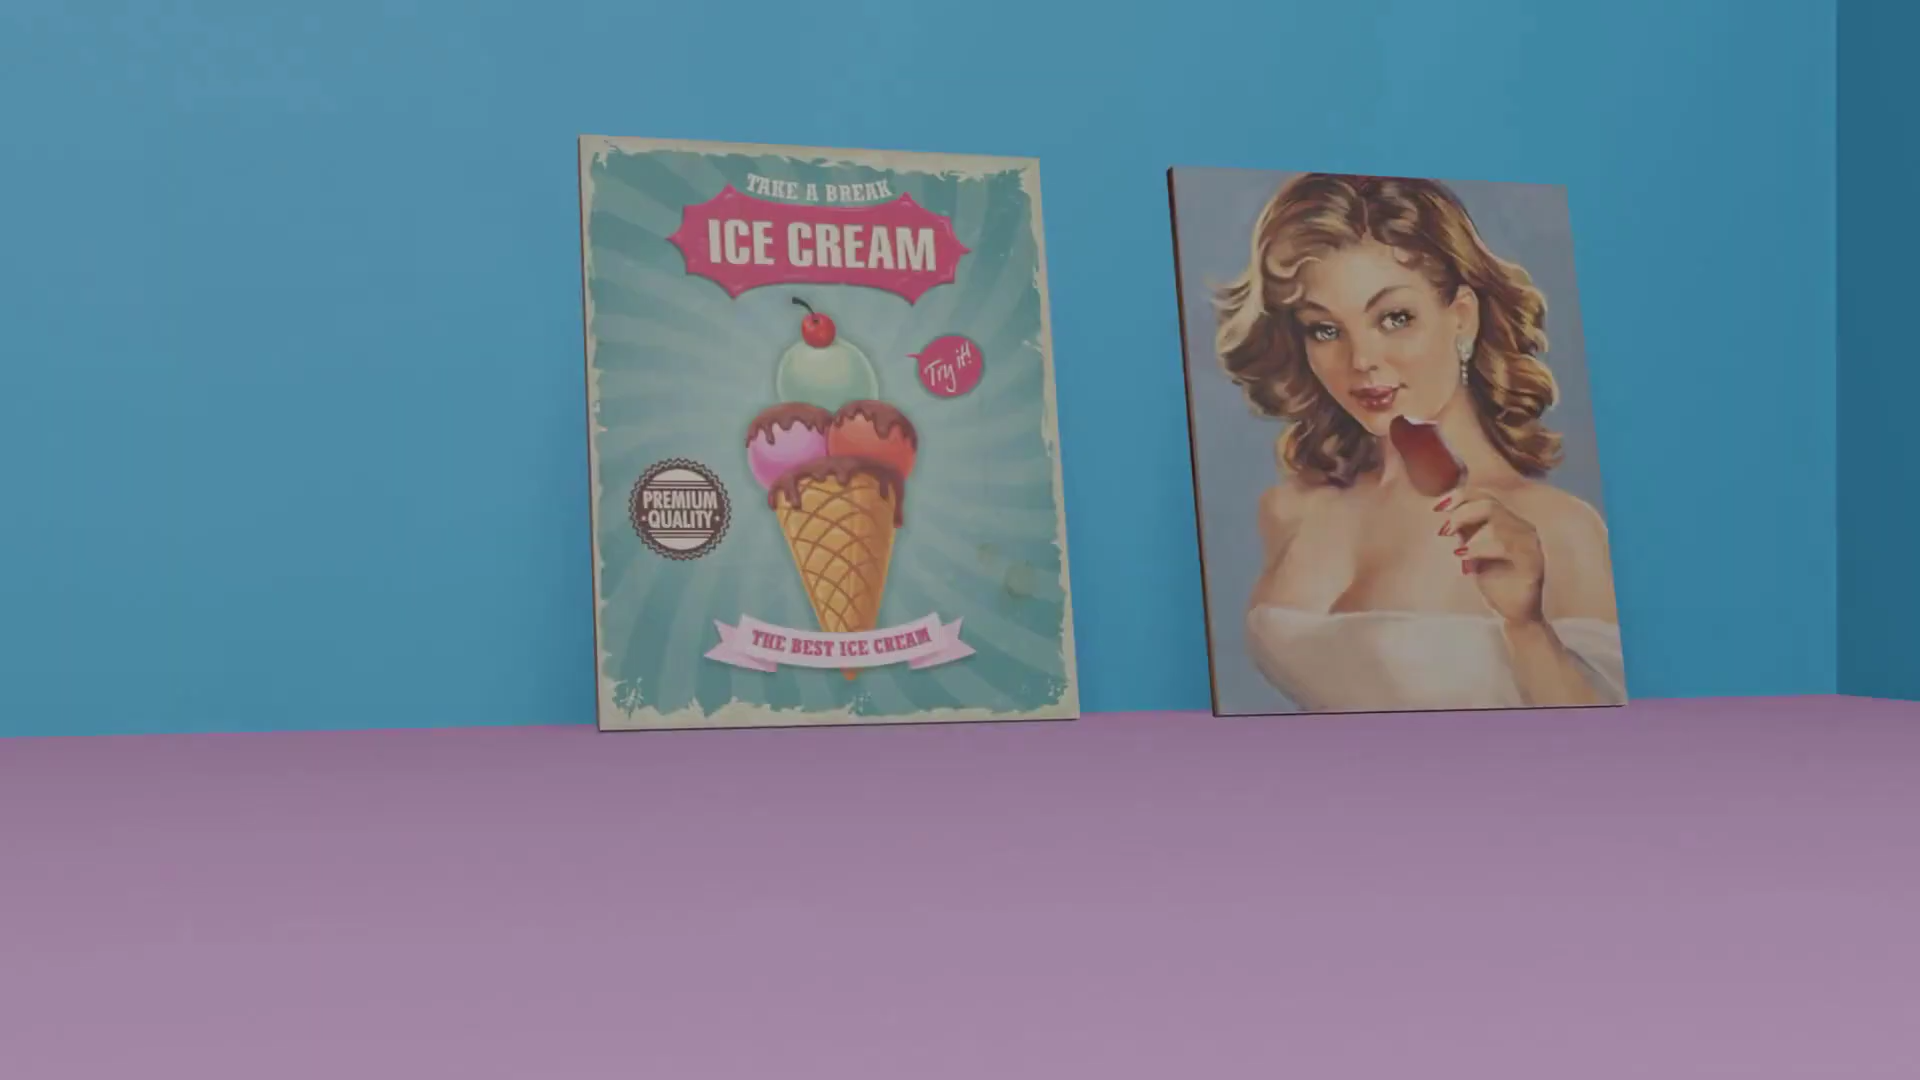 TAKE A BREAK
ICE CREAM
Try it!
PREMIUM
QUALITY
THE BEST ICE CREAM